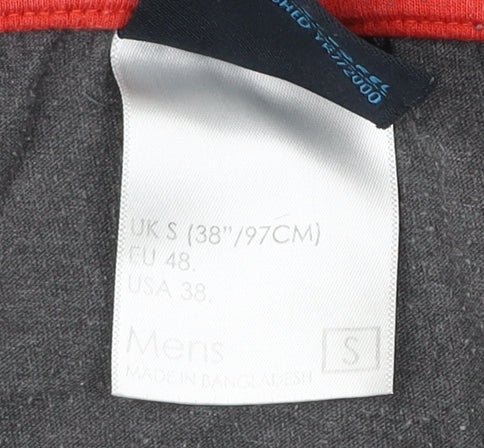 UK S (38"/97CM)
EU 48.
USA 38.
Mens
S
MADE IN BANGLADESH